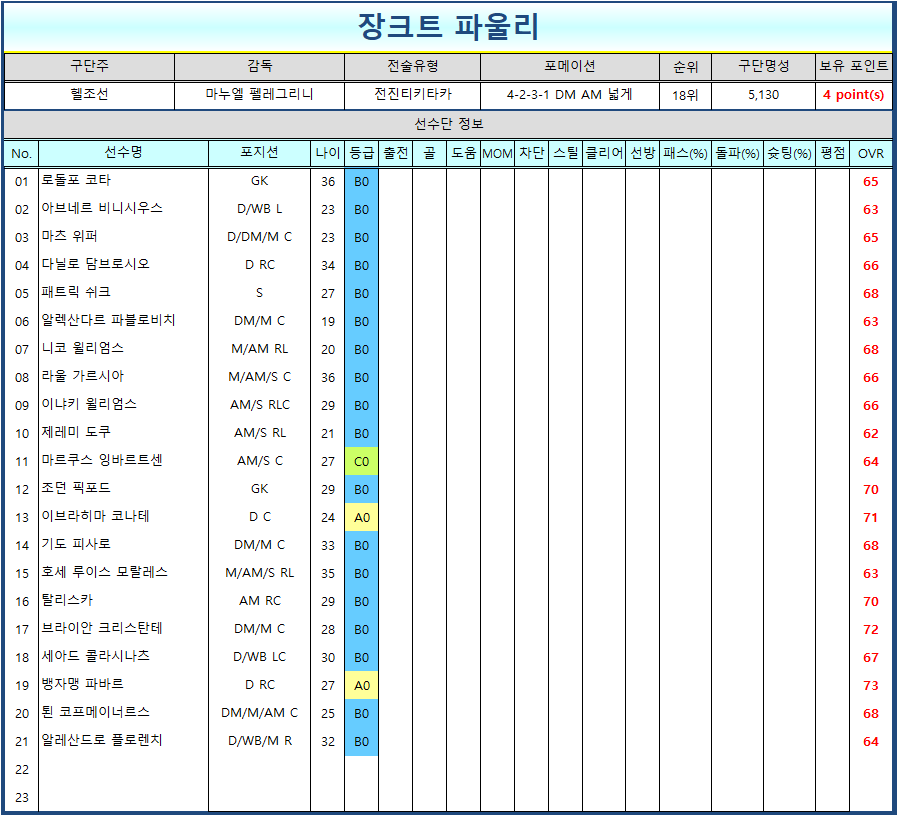 장크트 파울리
구단주 감독 전술유형 포메이션 순위 구단명성 보유 포인트
헬조선 마누엘 펠레그리니 전진티키타카 4-2-3-1 DM AM 넓게 18위 5,130 4 point(s)
선수단 정보
No. 선수명 포지션 나이 등급 출전 골 도움 MOM 차단 스틸 클리어 선방 패스(%) 돌파(%) 슛팅(%) 평점 OVR
01 로돌포 코타 GK 36 B0 65
02 아브네르 비니시우스 D/WB L 23 B0 63
03 마츠 위퍼 D/DM/M C 23 B0 65
04 다닐로 담브로시오 D RC 34 B0 66
05 패트릭 쉬크 S 27 B0 68
06 알렉산다르 파블로비치 DM/M C 19 B0 63
07 니코 윌리엄스 M/AM RL 20 B0 68
08 라울 가르시아 M/AM/S C 36 B0 66
09 이냐키 윌리엄스 AM/S RLC 29 B0 66
10 제레미 도쿠 AM/S RL 21 B0 62
11 마르쿠스 잉바르트센 AM/S C 27 C0 64
12 조던 픽포드 GK 29 B0 70
13 이브라히마 코나테 D C 24 A0 71
14 기도 피사로 DM/M C 33 B0 68
15 호세 루이스 모랄레스 M/AM/S RL 35 B0 63
16 탈리스카 AM RC 29 B0 70
17 브라이안 크리스탄테 DM/M C 28 B0 72
18 세아드 콜라시나츠 D/WB LC 30 B0 67
19 뱅자맹 파바르 D RC 27 A0 73
20 퇸 코프메이너르스 DM/M/AM C 25 B0 68
21 알레산드로 플로렌치 D/WB/M R 32 B0 64
22
23